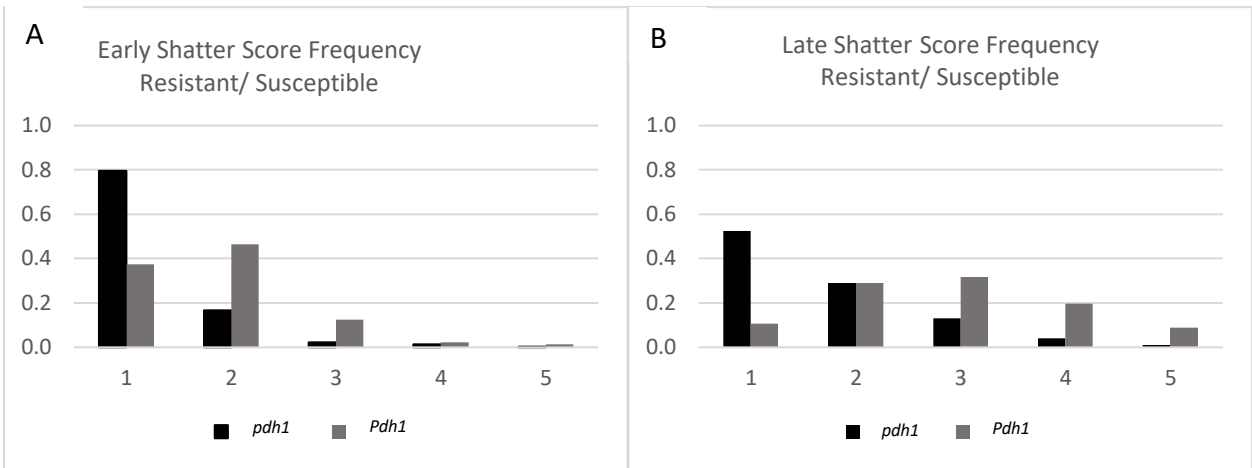 A
Early Shatter Score Frequency
Resistant/ Susceptible
1.0
0.8
0.6
0.4
0.2
0.0
1 2 3 4 5
pdh1 Pdh1
B
Late Shatter Score Frequency
Resistant/ Susceptible
1.0
0.8
0.6
0.4
0.2
0.0
1 2 3 4 5
pdh1 Pdh1